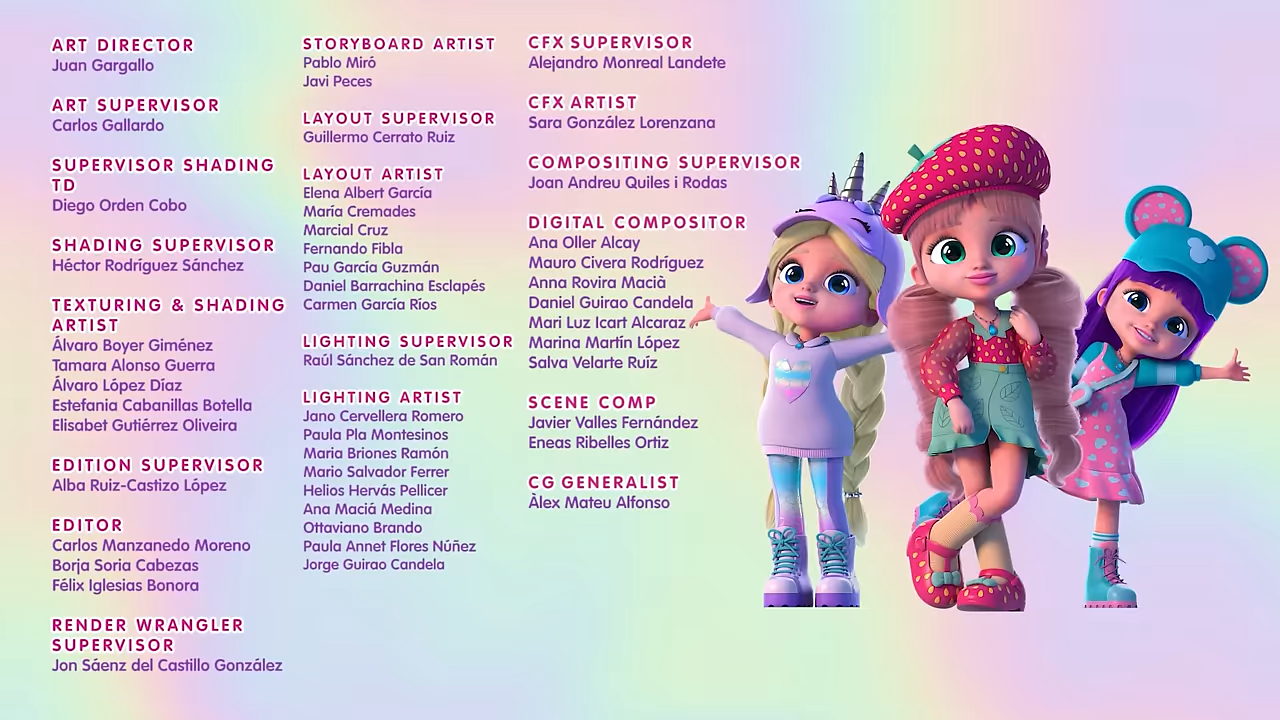 ART DIRECTOR
Juan Gargallo
ART SUPERVISOR
Carlos Gallardo
SUPERVISOR SHADING
TD
Diego Orden Cobo
SHADING SUPERVISOR
Héctor Rodríguez Sánchez
TEXTURING & SHADING
ARTIST
Álvaro Boyer Giménez
Tamara Alonso Guerra
Álvaro López Díaz
Estefania Cabanillas Botella
Elisabet Gutiérrez Oliveira
EDITION SUPERVISOR
Alba Ruiz-Castizo López
EDITOR
Carlos Manzanedo Moreno
Borja Soria Cabezas
Félix Iglesias Bonora
RENDER WRANGLER
SUPERVISOR
Jon Sáenz del Castillo González
STORYBOARD ARTIST
Pablo Miró
Javi Peces
LAYOUT SUPERVISOR
Guillermo Cerrato Ruiz
LAYOUT ARTIST
Elena Albert García
María Cremades
Marcial Cruz
Fernando Fibla
Pau García Guzmán
Daniel Barrachina Esclapés
Carmen García Ríos
LIGHTING SUPERVISOR
Raúl Sánchez de San Román
LIGHTING ARTIST
Jano Cervellera Romero
Paula Pla Montesinos
Maria Briones Ramón
Mario Salvador Ferrer
Helios Hervás Pellicer
Ana Maciá Medina
Ottaviano Brando
Paula Annet Flores Núñez
Jorge Guirao Candela
CFX SUPERVISOR
Alejandro Monreal Landete
CFX ARTIST
Sara González Lorenzana
COMPOSITING SUPERVISOR
Joan Andreu Quiles i Rodas
DIGITAL COMPOSITOR
Ana Oller Alcay
Mauro Civera Rodríguez
Anna Rovira Macià
Daniel Guirao Candela
Mari Luz Icart Alcaraz
Marina Martín López
Salva Velarte Ruíz
SCENE COMP
Javier Valles Fernández
Eneas Ribelles Ortiz
CG GENERALIST
Àlex Mateu Alfonso